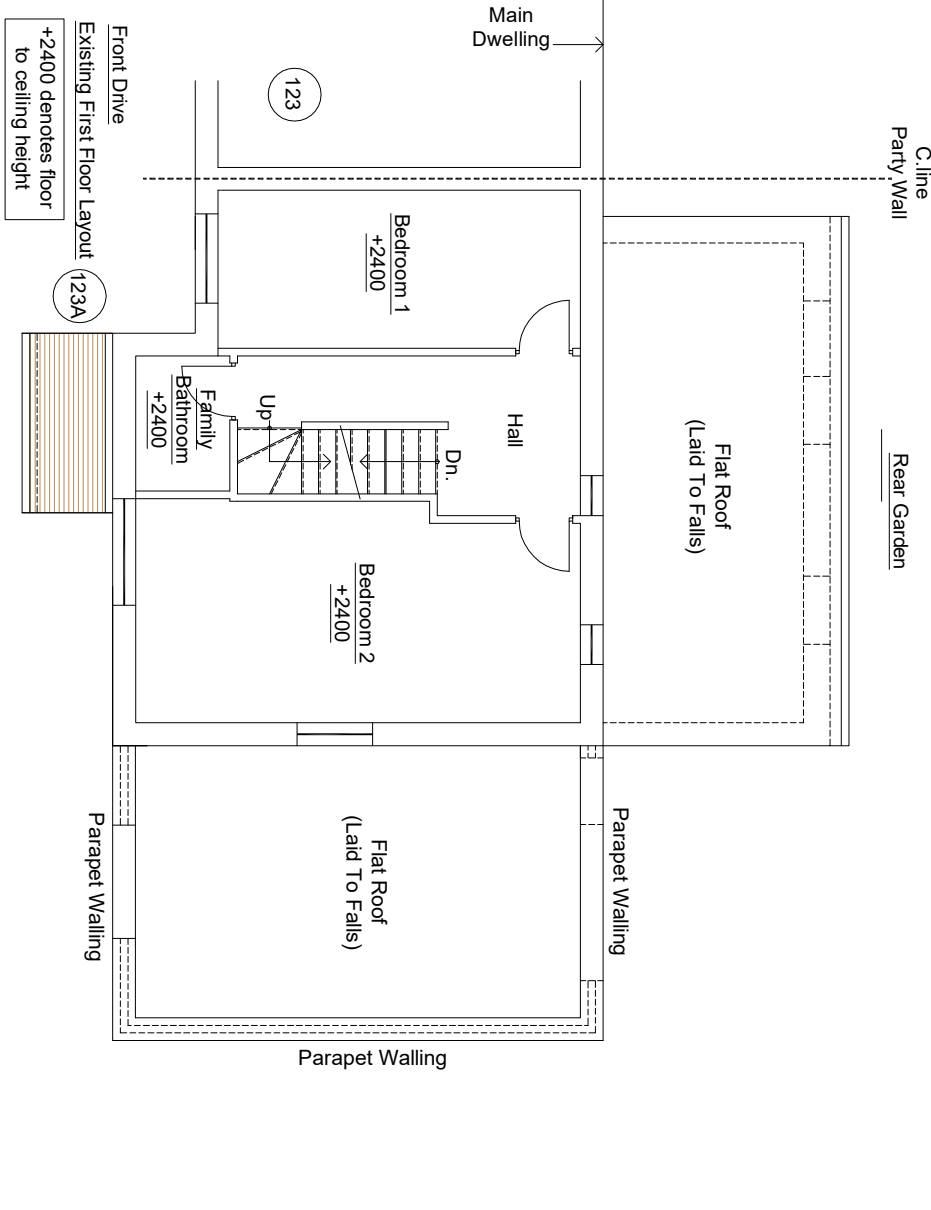 Main
Dwelling
C.line
Party Wall
Rear Garden
Flat Roof
(Laid To Falls)
123
Bedroom 1
+2400
Hall
Dn.
Up
Family
Bathroom
+2400
Bedroom 2
+2400
Flat Roof
(Laid To Falls)
Parapet Walling
Parapet Walling
Parapet Walling
Front Drive
Existing First Floor Layout
123A
+2400 denotes floor
to ceiling height